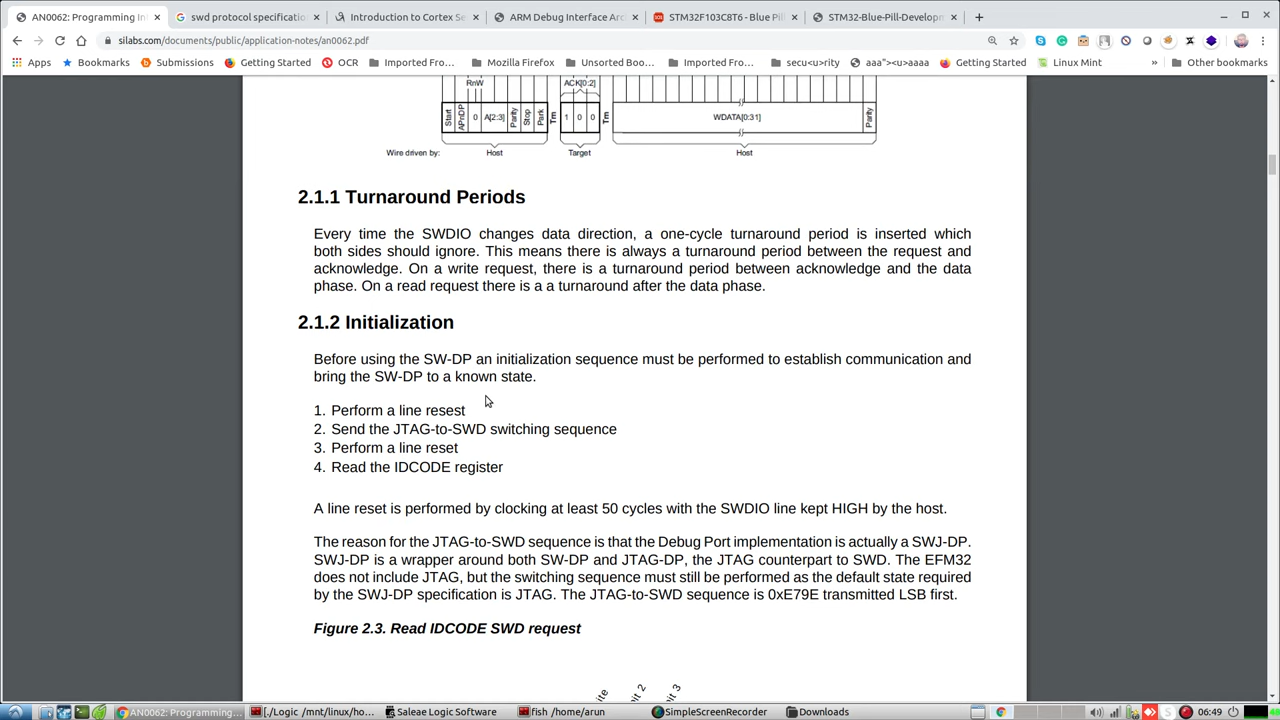 AN0062: Programming In
swd protocol specificatio
Introduction to Cortex Se
ARM Debug Interface Arc
STM32F103C8T6 - Blue Pill
STM32-Blue-Pill-Developm
silabs.com/documents/public/application-notes/an0062.pdf
Apps
Bookmarks
Submissions
Getting Started
OCR
Imported Fro...
Mozilla Firefox
Unsorted Boo...
Imported Fro...
secu<u>rity
aaa"><u>aaaa
Getting Started
Linux Mint
»
Other bookmarks
RnW
ACK[0:2]
Start
APnDP
0
A[2:3]
Parity
Stop
Park
Trn
1 0 0
Trn
WDATA[0:31]
Parity
Wire driven by:
Host
Target
Host
2.1.1 Turnaround Periods
Every time the SWDIO changes data direction, a one-cycle turnaround period is inserted which
both sides should ignore. This means there is always a turnaround period between the request and
acknowledge. On a write request, there is a turnaround period between acknowledge and the data
phase. On a read request there is a a turnaround after the data phase.
2.1.2 Initialization
Before using the SW-DP an initialization sequence must be performed to establish communication and
bring the SW-DP to a known state.
1. Perform a line resest
2. Send the JTAG-to-SWD switching sequence
3. Perform a line reset
4. Read the IDCODE register
A line reset is performed by clocking at least 50 cycles with the SWDIO line kept HIGH by the host.
The reason for the JTAG-to-SWD sequence is that the Debug Port implementation is actually a SWJ-DP.
SWJ-DP is a wrapper around both SW-DP and JTAG-DP, the JTAG counterpart to SWD. The EFM32
does not include JTAG, but the switching sequence must still be performed as the default state required
by the SWJ-DP specification is JTAG. The JTAG-to-SWD sequence is 0xE79E transmitted LSB first.
Figure 2.3. Read IDCODE SWD request
AN0062: Programming...
[./Logic /mnt/linux/ho...
Saleae Logic Software
fish /home/arun
SimpleScreenRecorder
Downloads
06:49